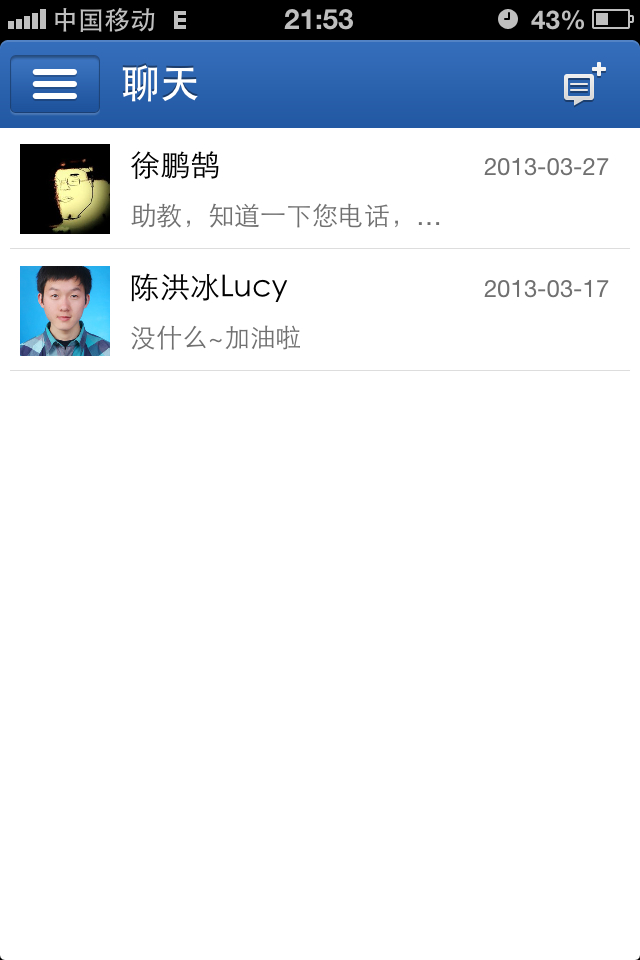 中国移动 E 21:53 43%
聊天
徐鹏鹄 2013-03-27
助教，知道一下您电话，...
陈洪冰Lucy 2013-03-17
没什么~加油啦